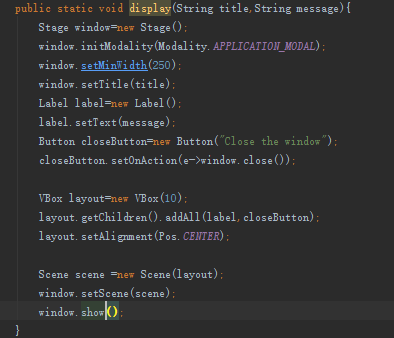 public static void display(String title,String message){
Stage window=new Stage();
window.initModality(Modality.APPLICATION_MODAL);
window.setMinWidth(250);
window.setTitle(title);
Label label=new Label();
label.setText(message);
Button closeButton=new Button("Close the window");
closeButton.setOnAction(e->window.close());
VBox layout=new VBox(10);
layout.getChildren().addAll(label,closeButton);
layout.setAlignment(Pos.CENTER);
Scene scene =new Scene(layout);
window.setScene(scene);
window.show();
}